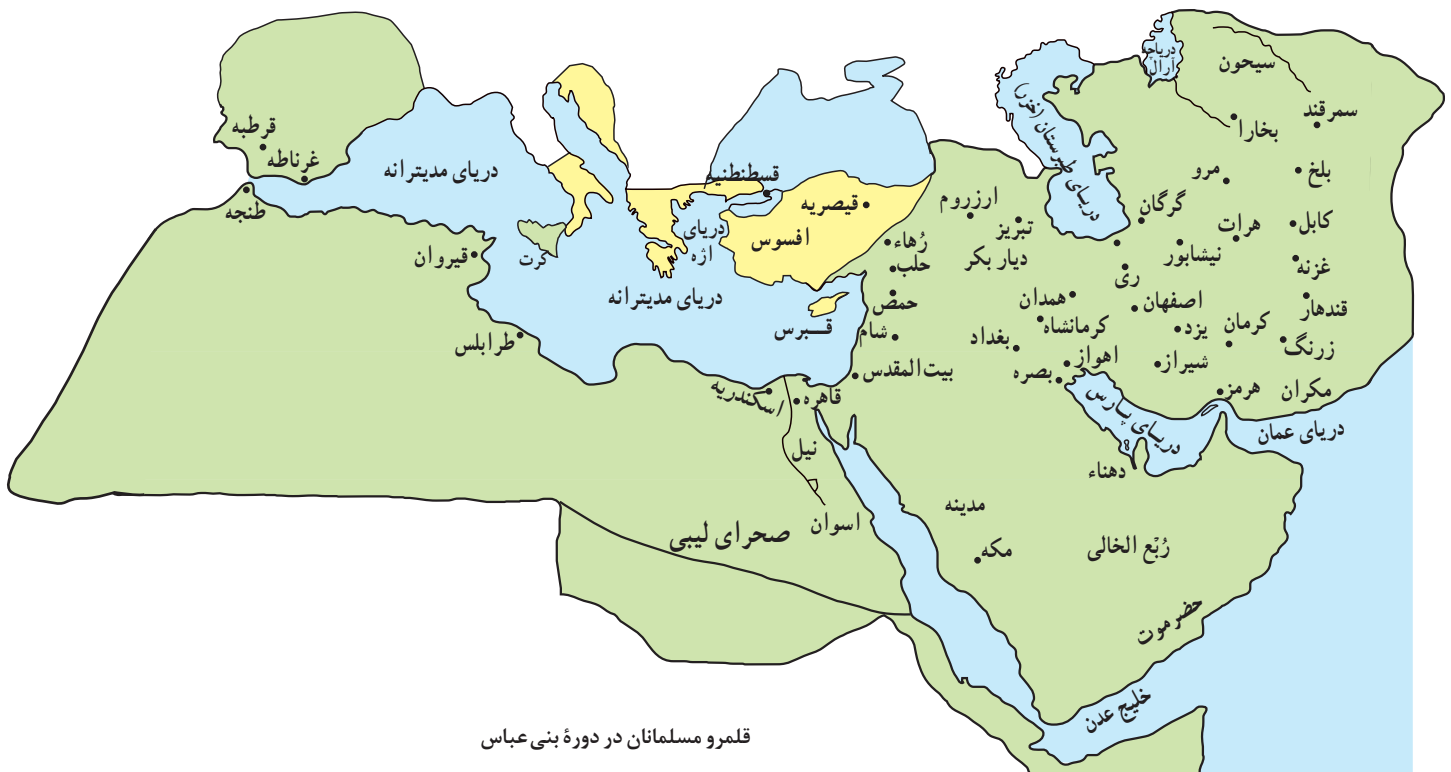 دریاچه
آرال
سیحون
سمرقند
بخارا
بلخ
مرو
گرگان
کابل
هرات
نیشابور
غزنه
قندهار
زرنگ
کرمان
یزد
اصفهان
ری
شیراز
هرمز
مکران
دریای عمان
دریای پارس
دریای طبرستان (خزر)
تبریز
ارزروم
دیار بکر
همدان
کرمانشاه
بغداد
اهواز
بصره
رُهاء
حلب
حمص
شام
بیت‌المقدس
دهناء
مدینه
مکه
رُبْع الخالی
حضرموت
خلیج عدن
قسطنطنیه
قیصریه
افسوس
دریای
اژه
قبرس
دریای مدیترانه
دریای مدیترانه
کرت
قرطبه
غرناطه
طنجه
قیروان
طرابلس
اسکندریه
قاهره
نیل
اسوان
صحرای لیبی
قلمرو مسلمانان در دورهٔ بنی عباس